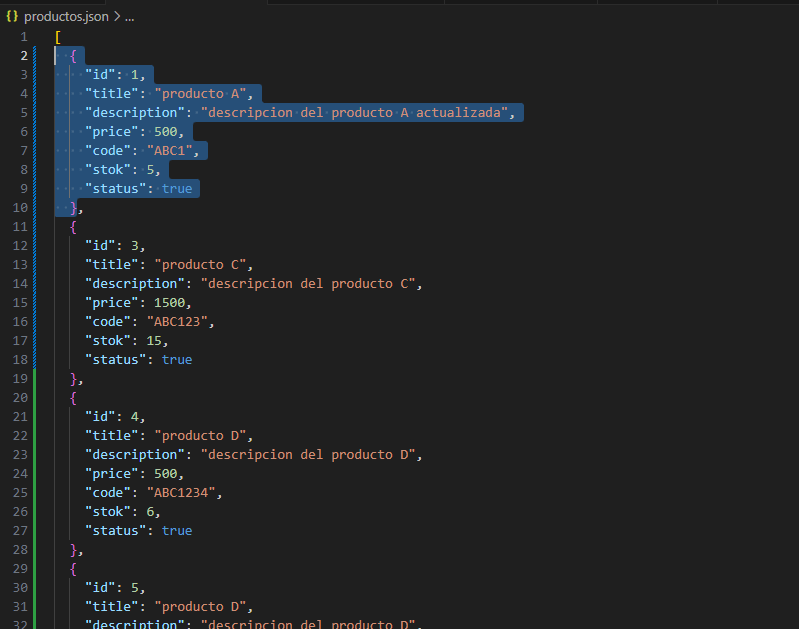 {} productos.json > ...
1 [
2 {
3 "id": 1,
4 "title": "producto A",
5 "description": "descripcion del producto A actualizada",
6 "price": 500,
7 "code": "ABC1",
8 "stok": 5,
9 "status": true
10 },
11 {
12 "id": 3,
13 "title": "producto C",
14 "description": "descripcion del producto C",
15 "price": 1500,
16 "code": "ABC123",
17 "stok": 15,
18 "status": true
19 },
20 {
21 "id": 4,
22 "title": "producto D",
23 "description": "descripcion del producto D",
24 "price": 500,
25 "code": "ABC1234",
26 "stok": 6,
27 "status": true
28 },
29 {
30 "id": 5,
31 "title": "producto D",
32 "description": "descripcion del producto D",